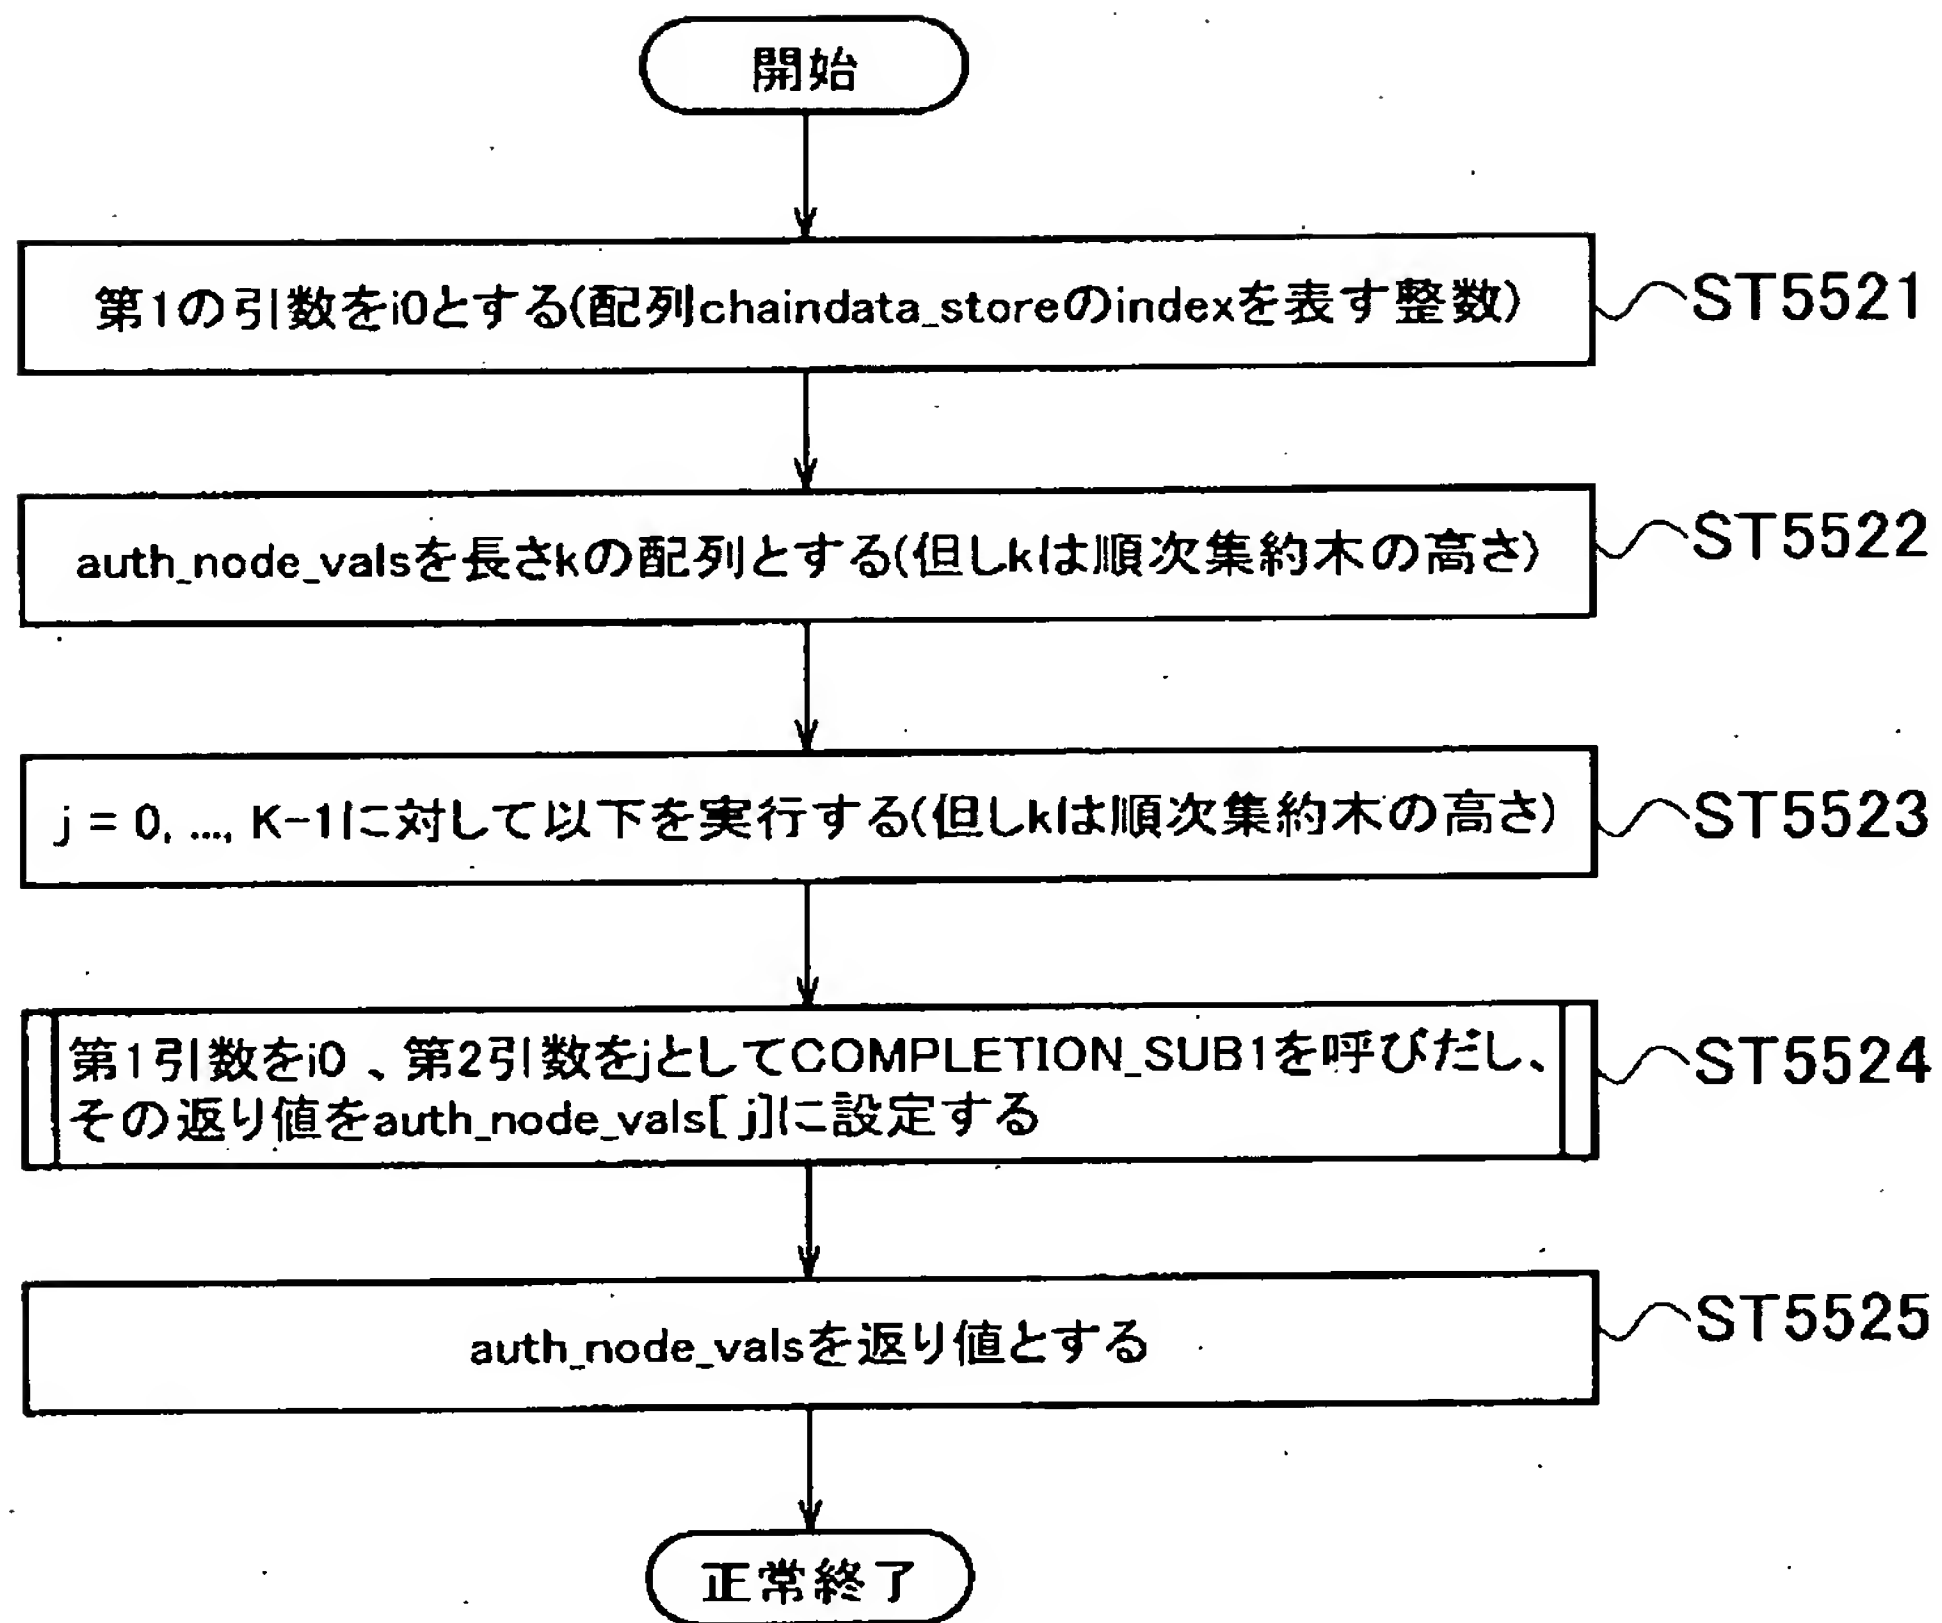 開始
第1の引数をi0とする(配列chaindata_storeのindexを表す整数)
ST5521
auth_node_valsを長さkの配列とする(但しkは順次集約木の高さ)
ST5522
j = 0, ..., K-1に対して以下を実行する(但しkは順次集約木の高さ)
ST5523
第1引数をi0 、第2引数をjとしてCOMPLETION_SUB1を呼びだし、
その返り値をauth_node_vals[ j]に設定する
ST5524
auth_node_valsを返り値とする
ST5525
正常終了